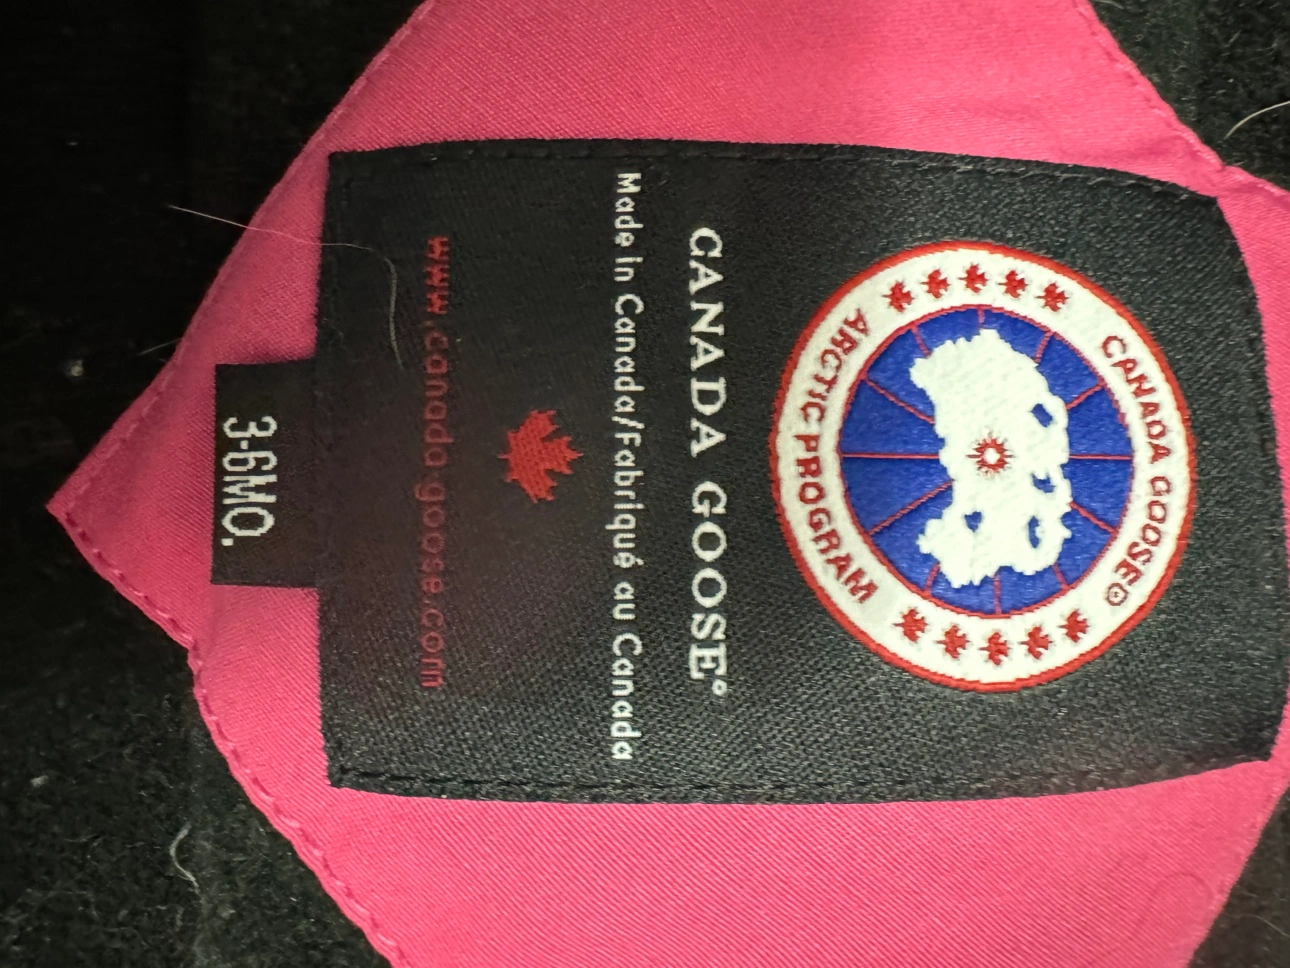 CANADA GOOSE®
ARCTIC PROGRAM
CANADA GOOSE®
Made in Canada/Fabriqué au Canada
www.canada-goose.com
3-6MO.